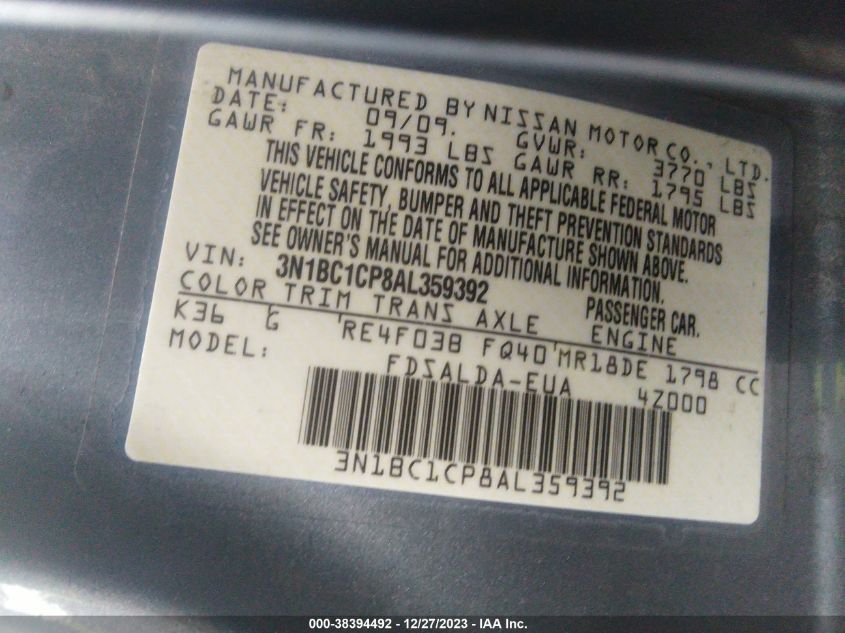 MANUFACTURED BY NISSAN MOTOR CO., LTD.
DATE: 09/09. GVWR: 3770 LBS
GAWR FR: 1993 LBS GAWR RR: 1795 LBS
THIS VEHICLE CONFORMS TO ALL APPLICABLE FEDERAL MOTOR
VEHICLE SAFETY, BUMPER AND THEFT PREVENTION STANDARDS
IN EFFECT ON THE DATE OF MANUFACTURE SHOWN ABOVE.
SEE OWNER'S MANUAL FOR ADDITIONAL INFORMATION.
VIN: 3N1BC1CP8AL359392 PASSENGER CAR.
COLOR TRIM TRANS AXLE ENGINE
K36 G RE4F03B FQ40 MR18DE 1798 CC
MODEL: FDSALDA-EUA 4Z000
3N1BC1CP8AL359392
000-38394492 - 12/27/2023 - IAA Inc.